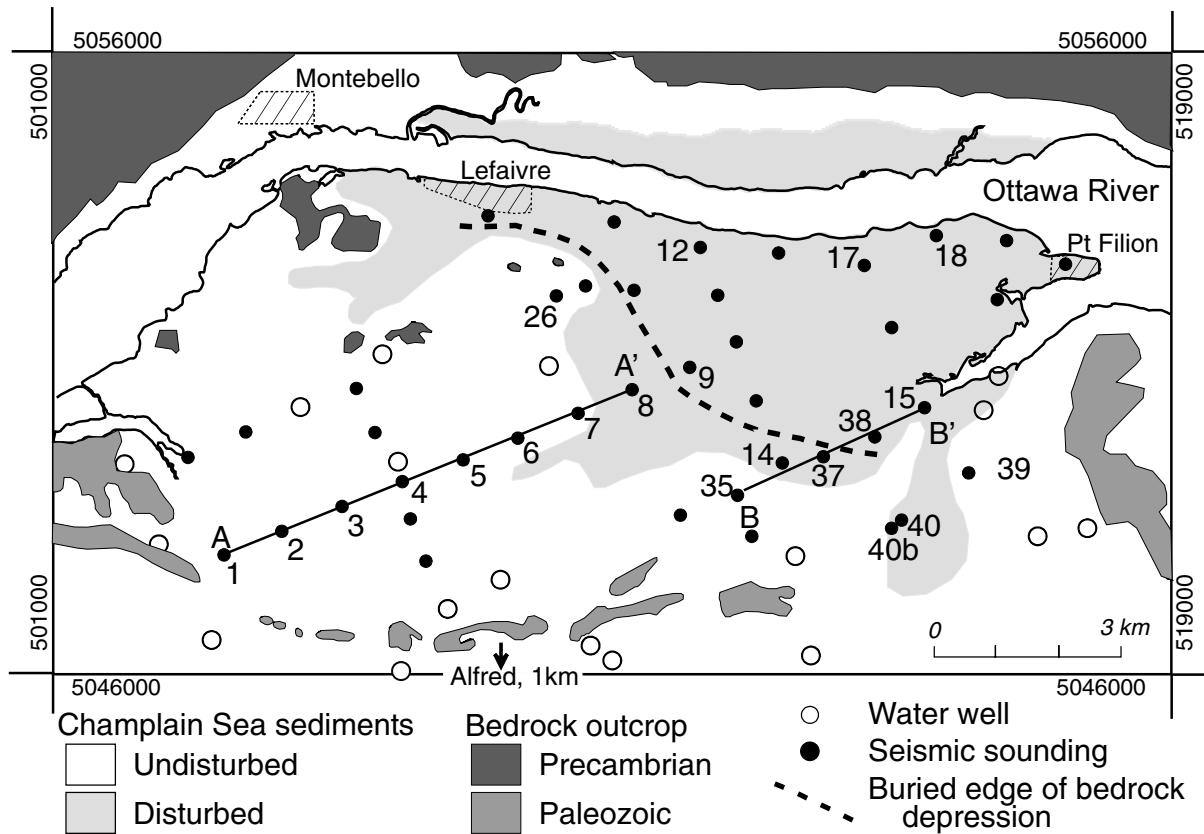 5056000
5056000
501000
519000
Montebello
Lefaivre
Ottawa River
12
17
18
Pt Filion
26
A'
9
8
15
7
38
B'
6
5
14
37
39
4
35
3
B
40
A
2
40b
1
501000
519000
0
3 km
Alfred, 1km
5046000
5046000
Champlain Sea sediments
Undisturbed
Disturbed
Bedrock outcrop
Precambrian
Paleozoic
Water well
Seismic sounding
Buried edge of bedrock
depression